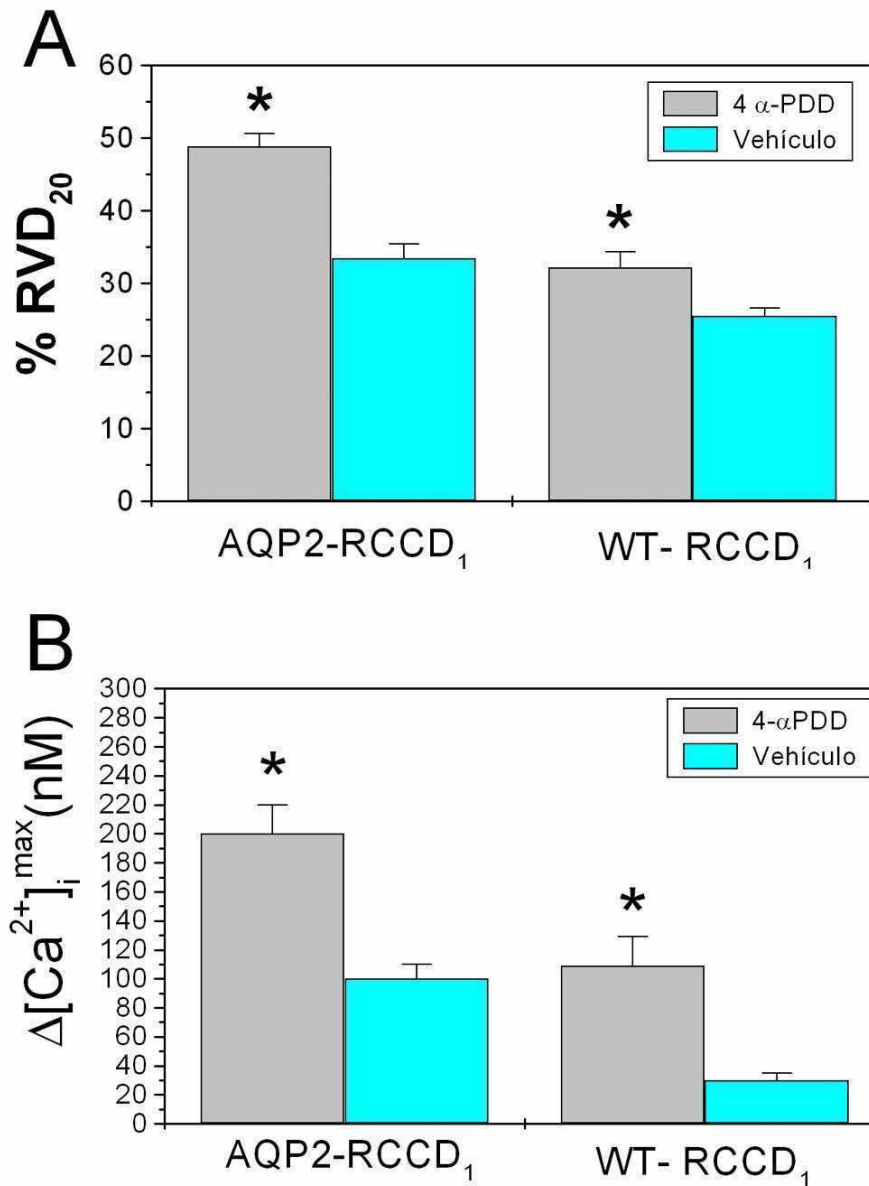 A
% RVD₂₀
60
50
40
30
20
10
0
*
*
4 α-PDD
Vehículo
AQP2-RCCD₁
WT- RCCD₁
B
Δ[Ca²⁺]ᵢᵐᵃˣ(nM)
300
280
260
240
220
200
180
160
140
120
100
80
60
40
20
0
*
*
4-αPDD
Vehículo
AQP2-RCCD₁
WT- RCCD₁